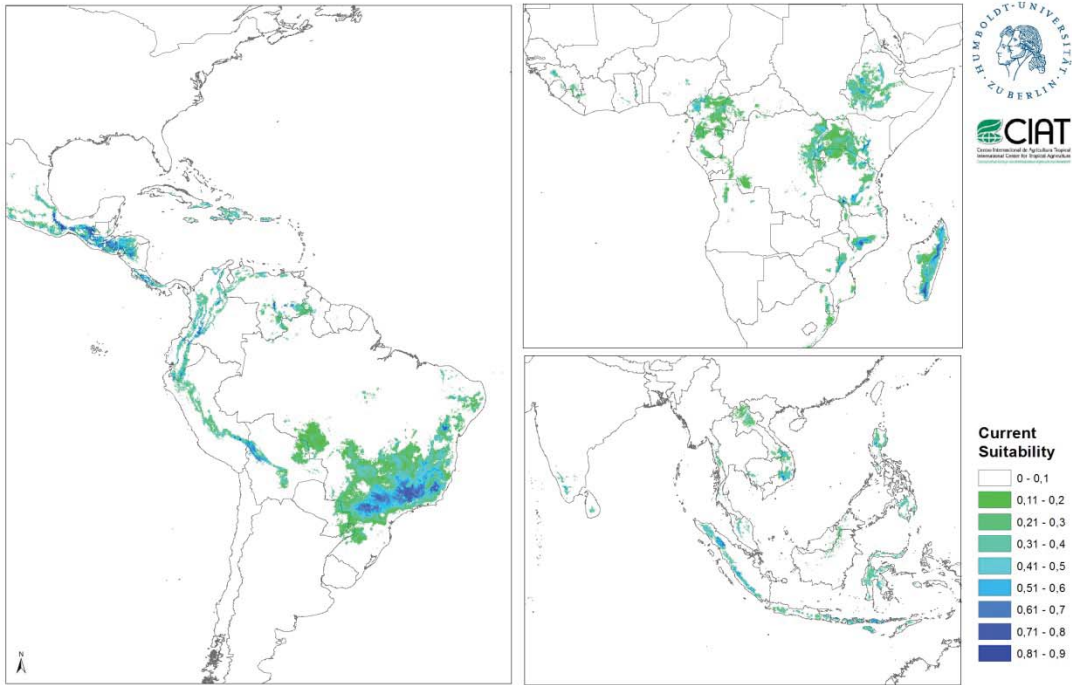 HUMBOLDT-UNIVERSITÄT ZU BERLIN
CIAT
Centro Internacional de Agricultura Tropical
International Center for Tropical Agriculture
Current
Suitability
0 - 0,1
0,11 - 0,2
0,21 - 0,3
0,31 - 0,4
0,41 - 0,5
0,51 - 0,6
0,61 - 0,7
0,71 - 0,8
0,81 - 0,9
N